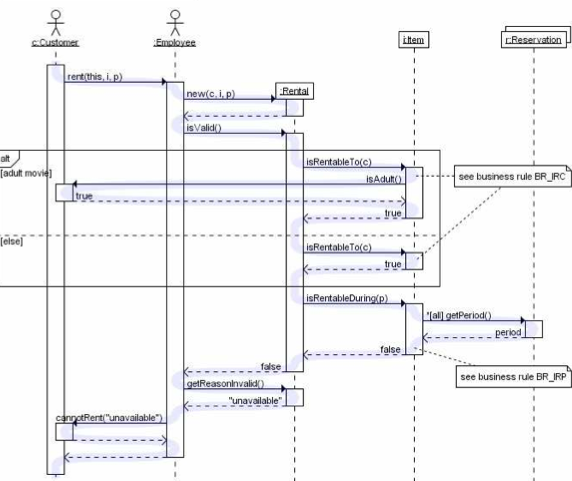 c:Customer
:Employee
i:Item
r:Reservation
rent(this, i, p)
new(c, i, p)
:Rental
isValid()
alt
[adult movie]
isRentableTo(c)
isAdult()
see business rule BR_IRC
true
true
[else]
isRentableTo(c)
true
isRentableDuring(p)
*[all] getPeriod()
period
false
false
see business rule BR_IRP
getReasonInvalid()
"unavailable"
cannotRent("unavailable")